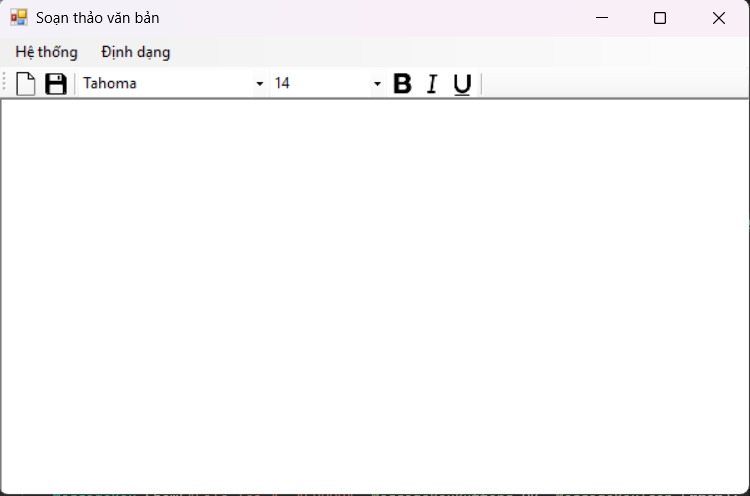 Soạn thảo văn bản
Hệ thống Định dạng
Tahoma 14 B I U